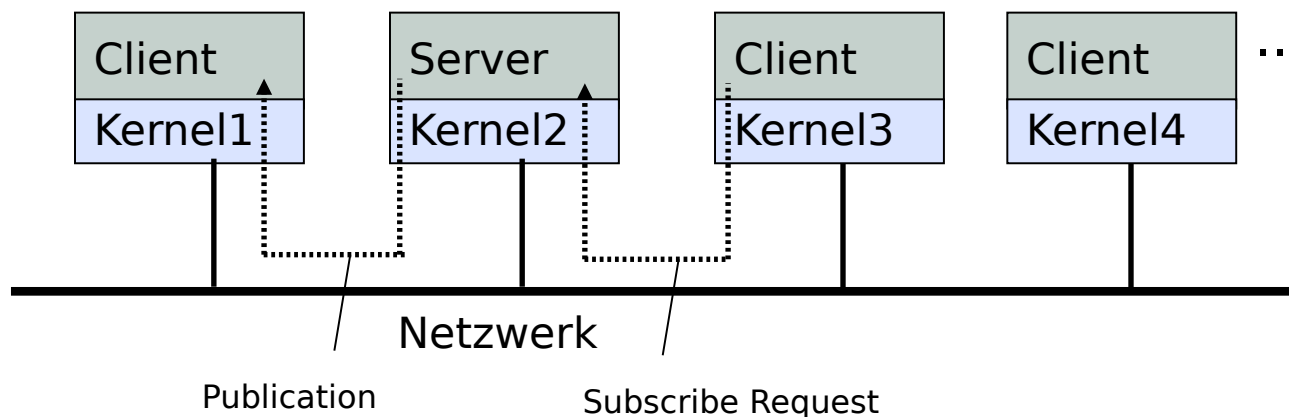 Client
Server
Client
Client
...
Kernel1
Kernel2
Kernel3
Kernel4
Netzwerk
Publication
Subscribe Request